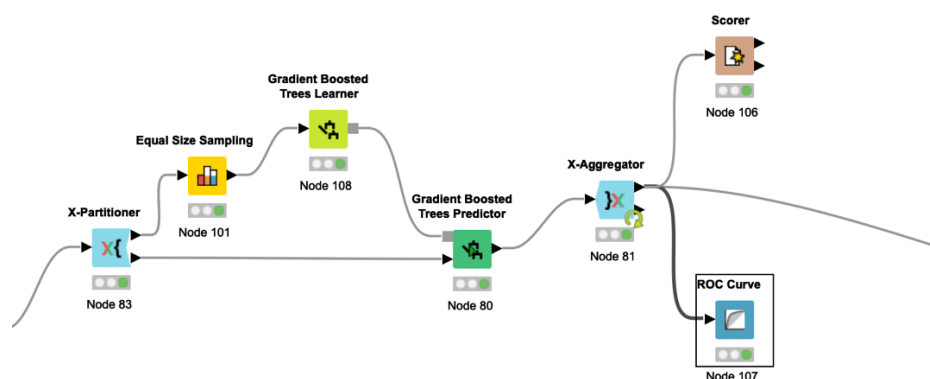 Scorer
Node 106
Gradient Boosted
Trees Learner
Node 108
Equal Size Sampling
Node 101
X-Aggregator
Node 81
X-Partitioner
Node 83
Gradient Boosted
Trees Predictor
Node 80
ROC Curve
Node 107